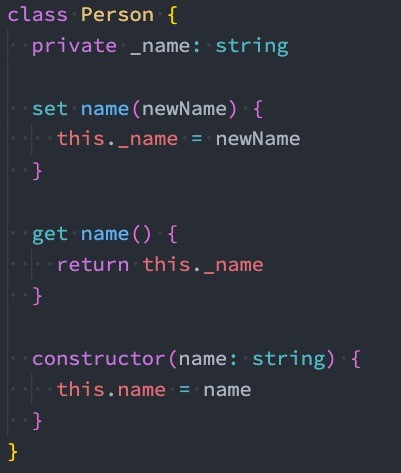 class Person {
  private _name: string

  set name(newName) {
    this._name = newName
  }

  get name() {
    return this._name
  }

  constructor(name: string) {
    this.name = name
  }
}